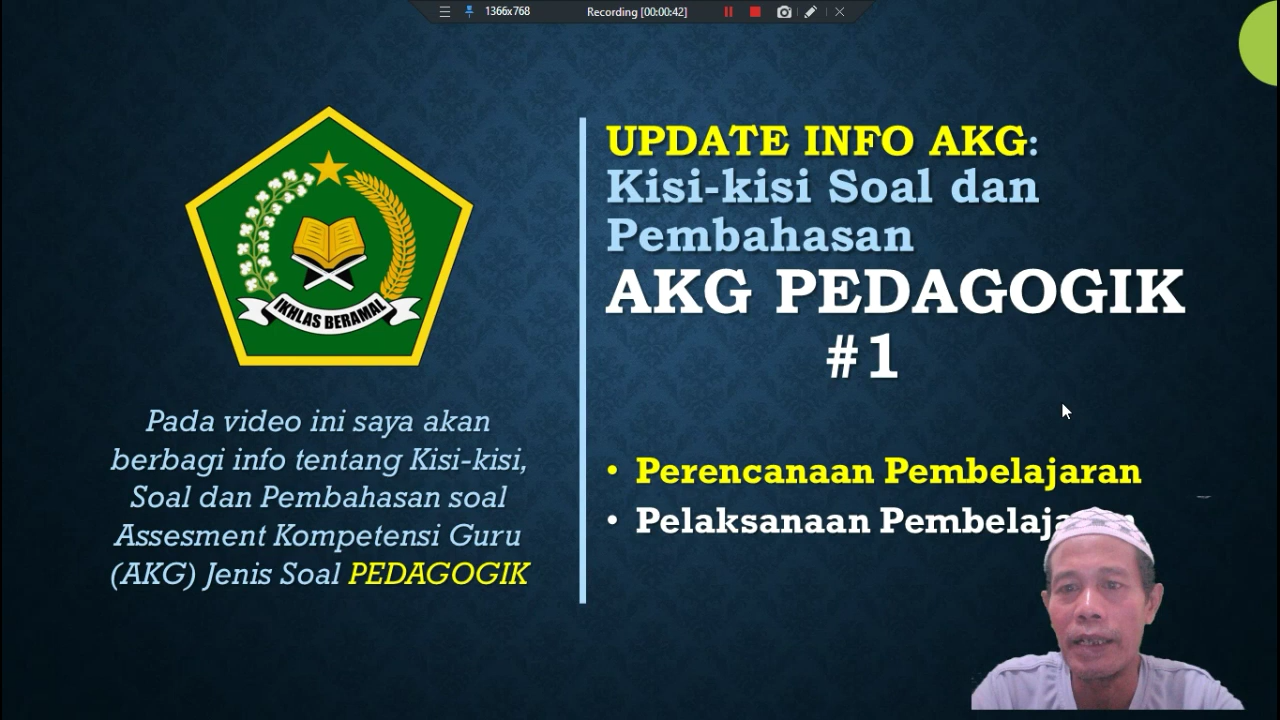 1366x768
Recording [00:00:42]
UPDATE INFO AKG:
Kisi-kisi Soal dan
Pembahasan
AKG PEDAGOGIK
#1
IKHLAS BERAMAL
Pada video ini saya akan
berbagi info tentang Kisi-kisi,
Soal dan Pembahasan soal
Assesment Kompetensi Guru
(AKG) Jenis Soal PEDAGOGIK
• Perencanaan Pembelajaran
• Pelaksanaan